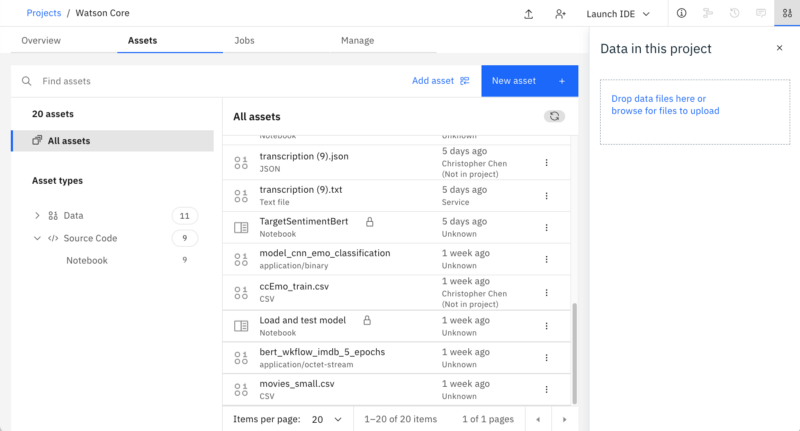 Projects / Watson Core
Launch IDE
Overview
Assets
Jobs
Manage
Find assets
Add asset
New asset +
20 assets
All assets
Asset types
Data 11
Source Code 9
Notebook 9
All assets
Notebook Unknown
transcription (9).json
JSON
5 days ago
Christopher Chen
(Not in project)
transcription (9).txt
Text file
5 days ago
Service
TargetSentimentBert
Notebook
5 days ago
Unknown
model_cnn_emo_classification
application/binary
1 week ago
Unknown
ccEmo_train.csv
CSV
1 week ago
Christopher Chen
(Not in project)
Load and test model
Notebook
1 week ago
Unknown
bert_wkflow_imdb_5_epochs
application/octet-stream
1 week ago
Unknown
movies_small.csv
CSV
1 week ago
Unknown
Items per page: 20
1–20 of 20 items
1 of 1 pages
Data in this project
Drop data files here or
browse for files to upload